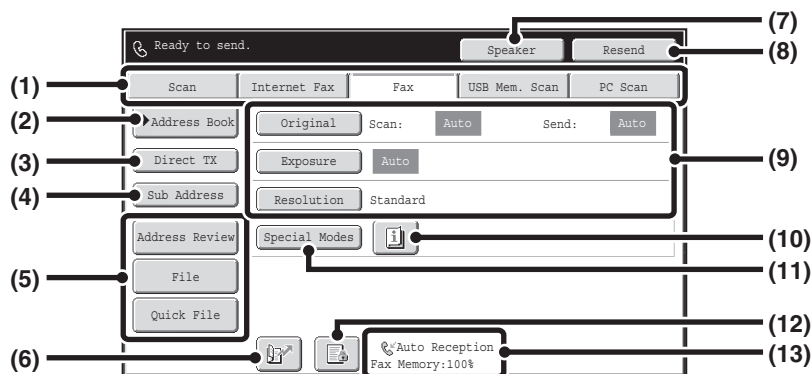 (7)
Ready to send. Speaker Resend (8)
(1) Scan Internet Fax Fax USB Mem. Scan PC Scan
(2) Address Book Original Scan: Auto Send: Auto
(3) Direct TX Exposure Auto (9)
(4) Sub Address Resolution Standard
Address Review Special Modes (10)
(11)
(5) File
Quick File
(12)
(6) Auto Reception (13)
Fax Memory:100%